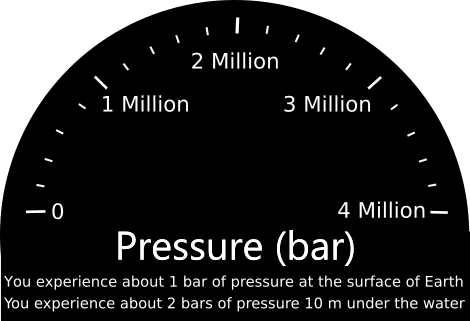 2 Million
1 Million
3 Million
0
4 Million
Pressure (bar)
You experience about 1 bar of pressure at the surface of Earth
You experience about 2 bars of pressure 10 m under the water